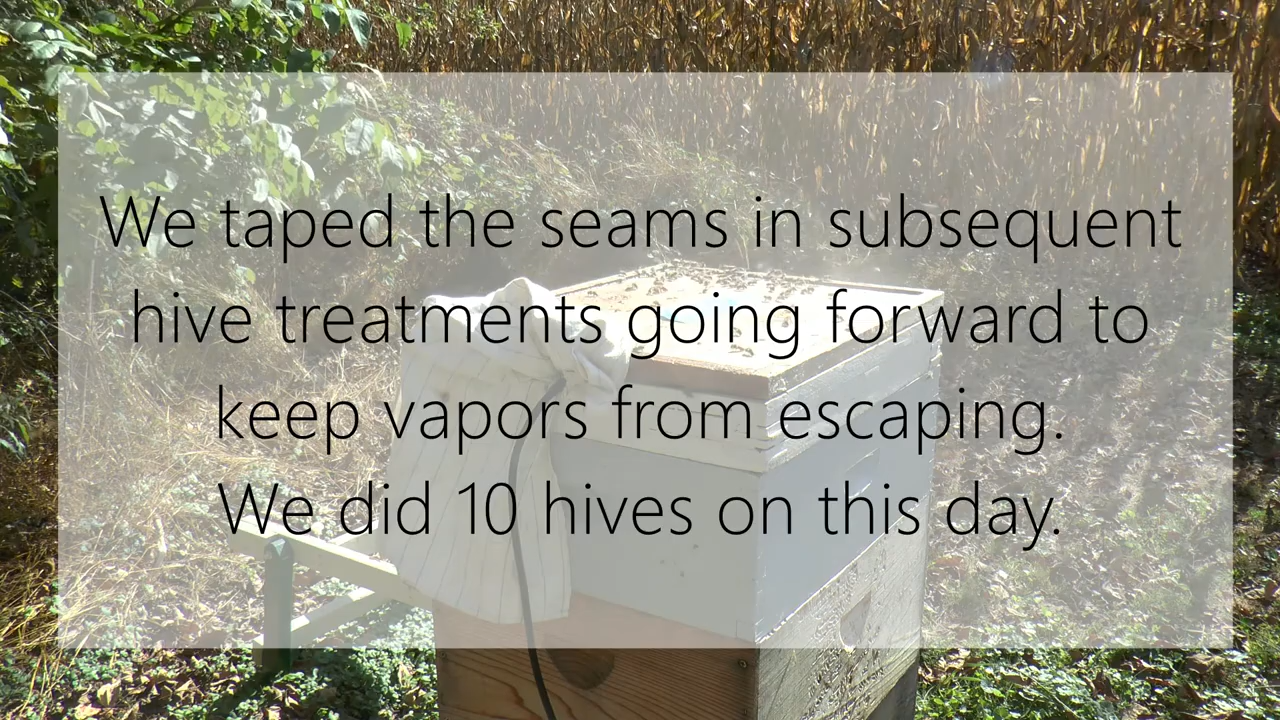 We taped the seams in subsequent
hive treatments going forward to
keep vapors from escaping.
We did 10 hives on this day.